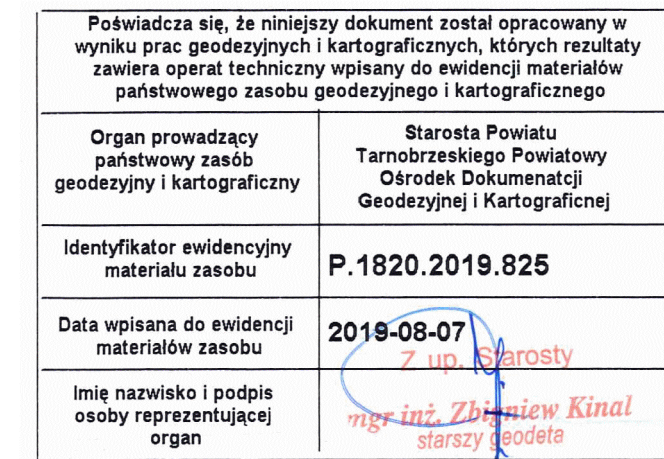 Poświadcza się, że niniejszy dokument został opracowany w
wyniku prac geodezyjnych i kartograficznych, których rezultaty
zawiera operat techniczny wpisany do ewidencji materiałów
państwowego zasobu geodezyjnego i kartograficznego
Organ prowadzący
państwowy zasób
geodezyjny i kartograficzny
Starosta Powiatu
Tarnobrzeskiego Powiatowy
Ośrodek Dokumenatcji
Geodezyjnej i Kartograficnej
Identyfikator ewidencyjny
materiału zasobu
P.1820.2019.825
Data wpisana do ewidencji
materiałów zasobu
2019-08-07
Imię nazwisko i podpis
osoby reprezentującej
organ
Z up. Starosty
mgr inż. Zbigniew Kinal
starszy geodeta